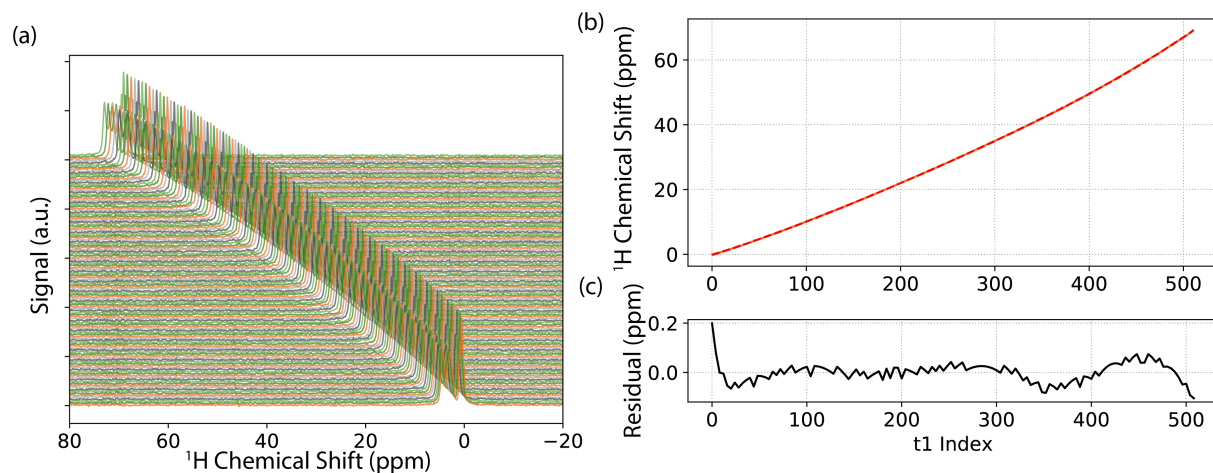 (a)
Signal (a.u.)
80 60 40 20 0 −20
¹H Chemical Shift (ppm)
(b)
¹H Chemical Shift (ppm)
60
40
20
0
0 100 200 300 400 500
(c)
Residual (ppm)
0.2
0.0
0 100 200 300 400 500
t1 Index